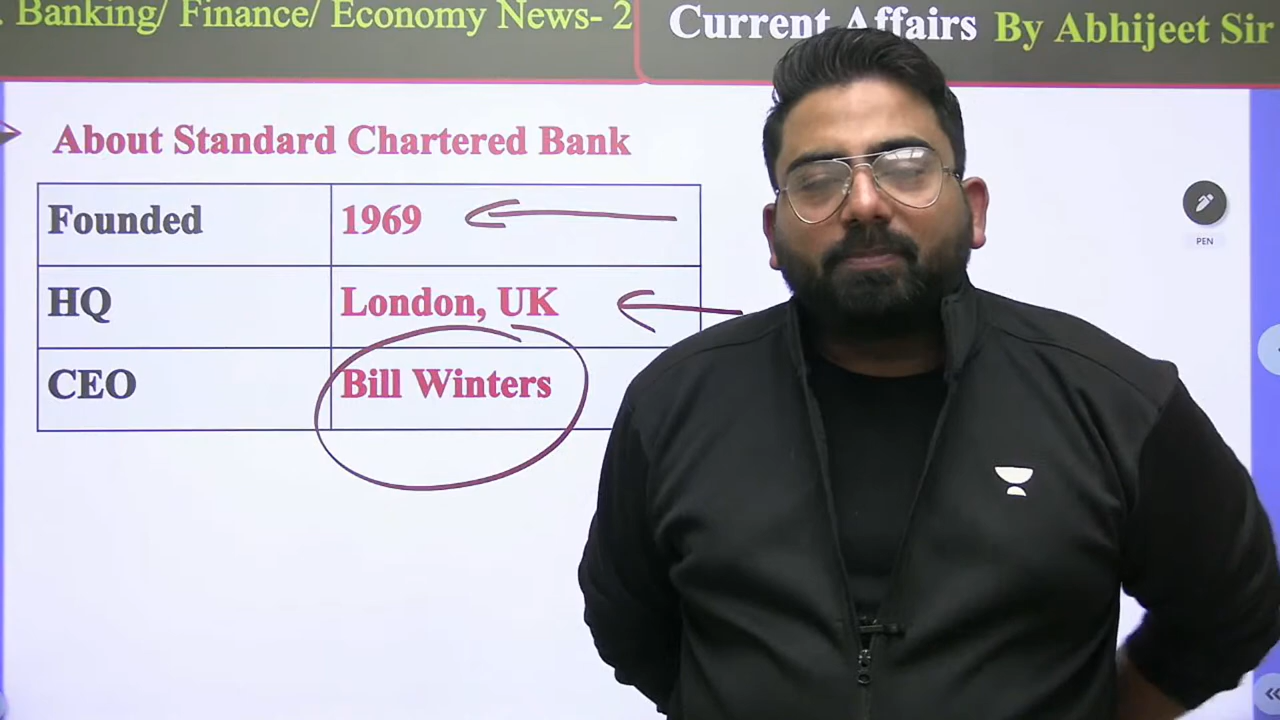 . Banking/ Finance/ Economy News- 2
Current Affairs By Abhijeet Sir
About Standard Chartered Bank
Founded 1969
HQ London, UK
CEO Bill Winters
PEN